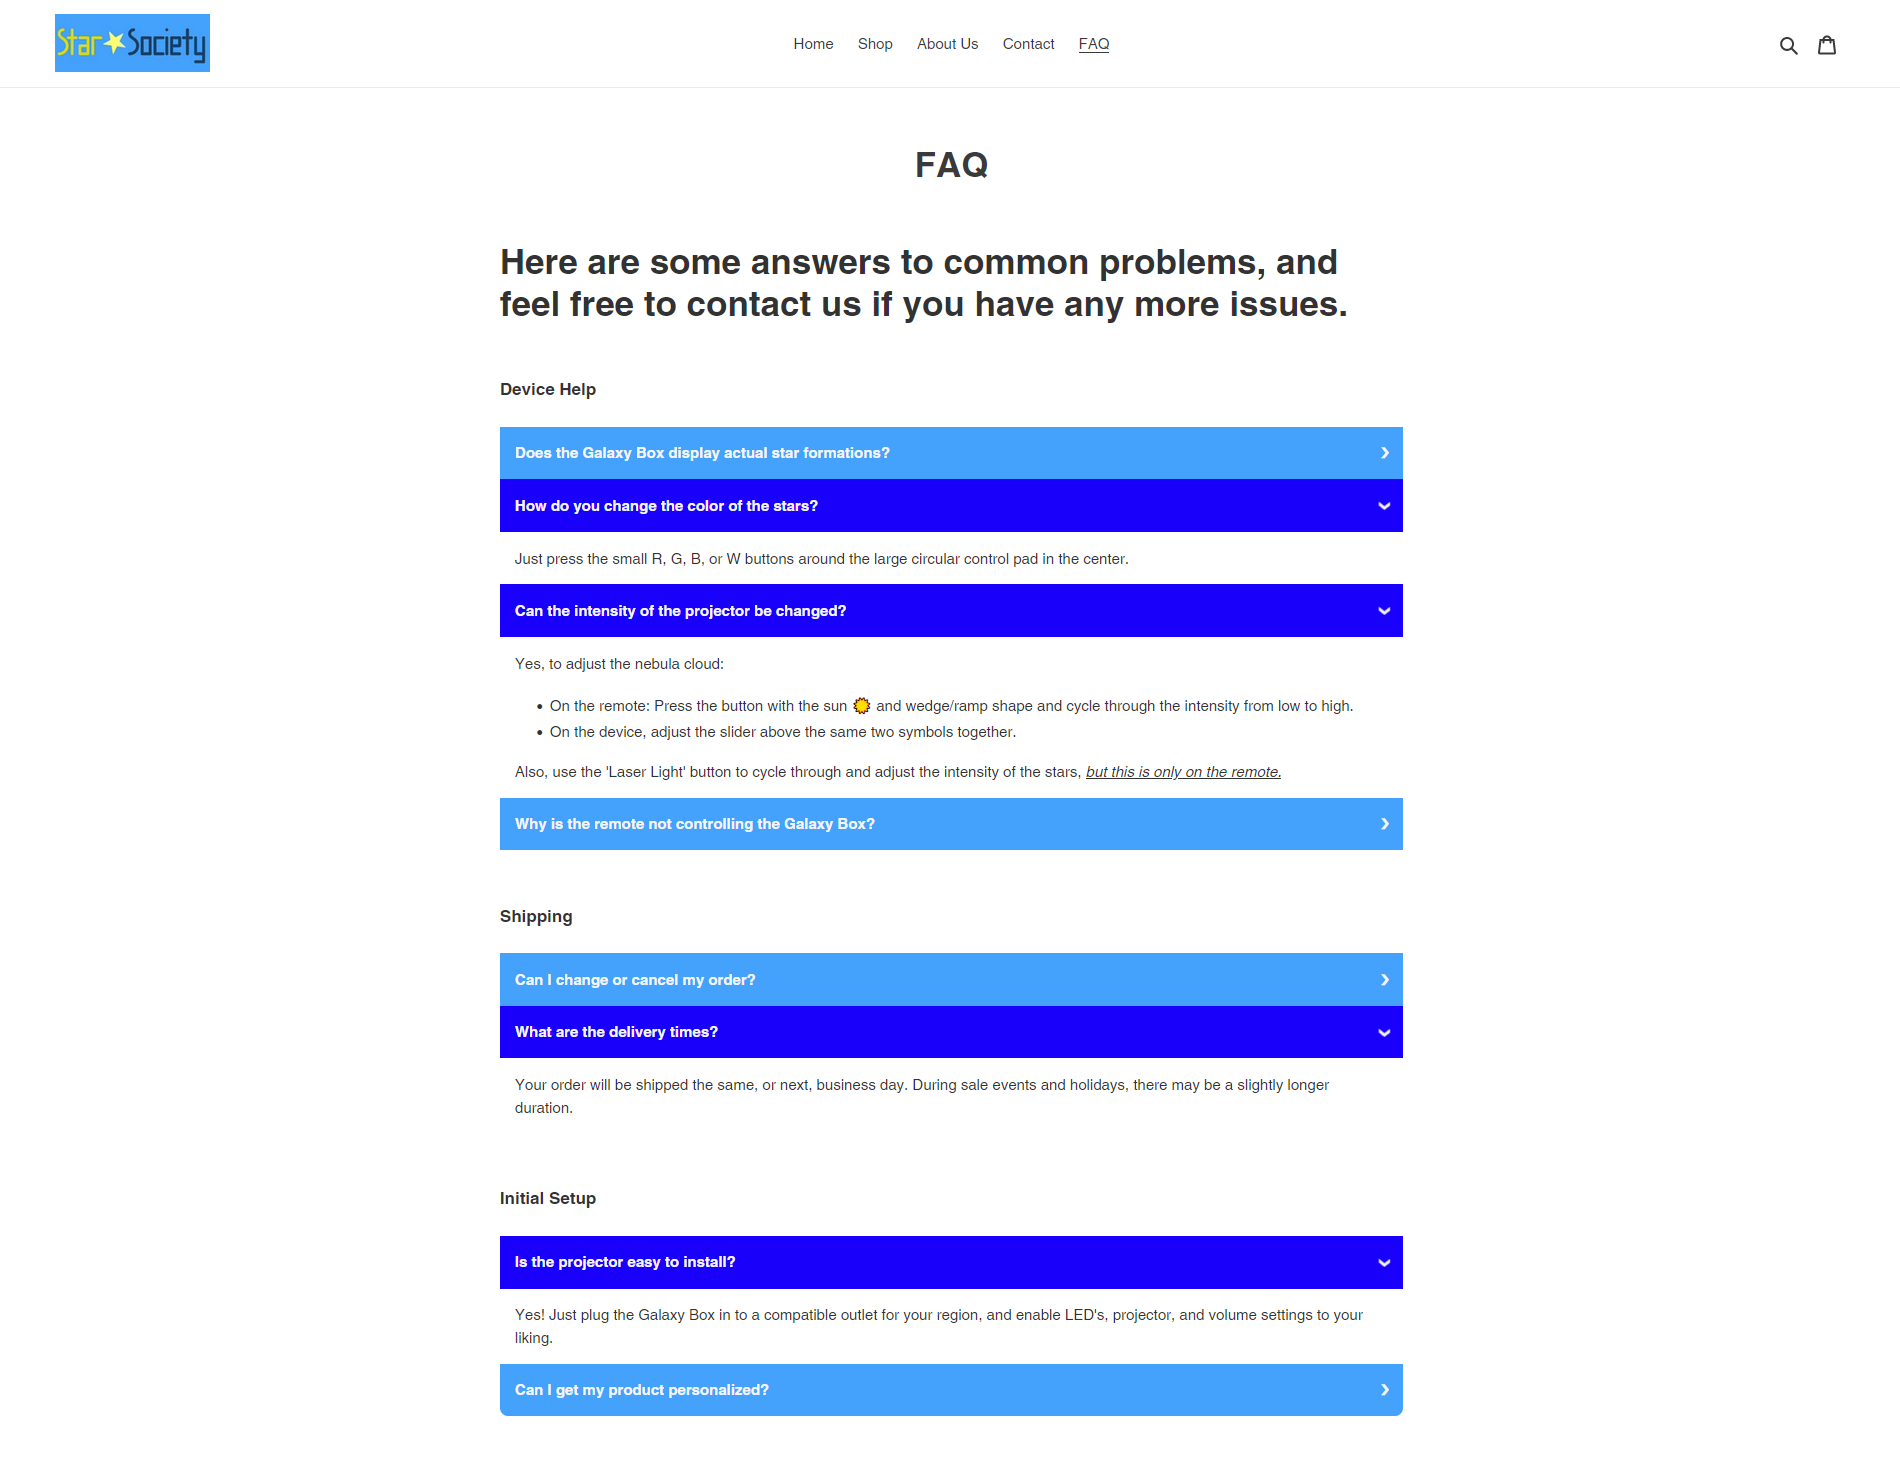 Star Society
Home Shop About Us Contact FAQ
FAQ
Here are some answers to common problems, and
feel free to contact us if you have any more issues.
Device Help
Does the Galaxy Box display actual star formations?
How do you change the color of the stars?
Just press the small R, G, B, or W buttons around the large circular control pad in the center.
Can the intensity of the projector be changed?
Yes, to adjust the nebula cloud:
• On the remote: Press the button with the sun and wedge/ramp shape and cycle through the intensity from low to high.
• On the device, adjust the slider above the same two symbols together.
Also, use the 'Laser Light' button to cycle through and adjust the intensity of the stars, but this is only on the remote.
Why is the remote not controlling the Galaxy Box?
Shipping
Can I change or cancel my order?
What are the delivery times?
Your order will be shipped the same, or next, business day. During sale events and holidays, there may be a slightly longer
duration.
Initial Setup
Is the projector easy to install?
Yes! Just plug the Galaxy Box in to a compatible outlet for your region, and enable LED's, projector, and volume settings to your
liking.
Can I get my product personalized?